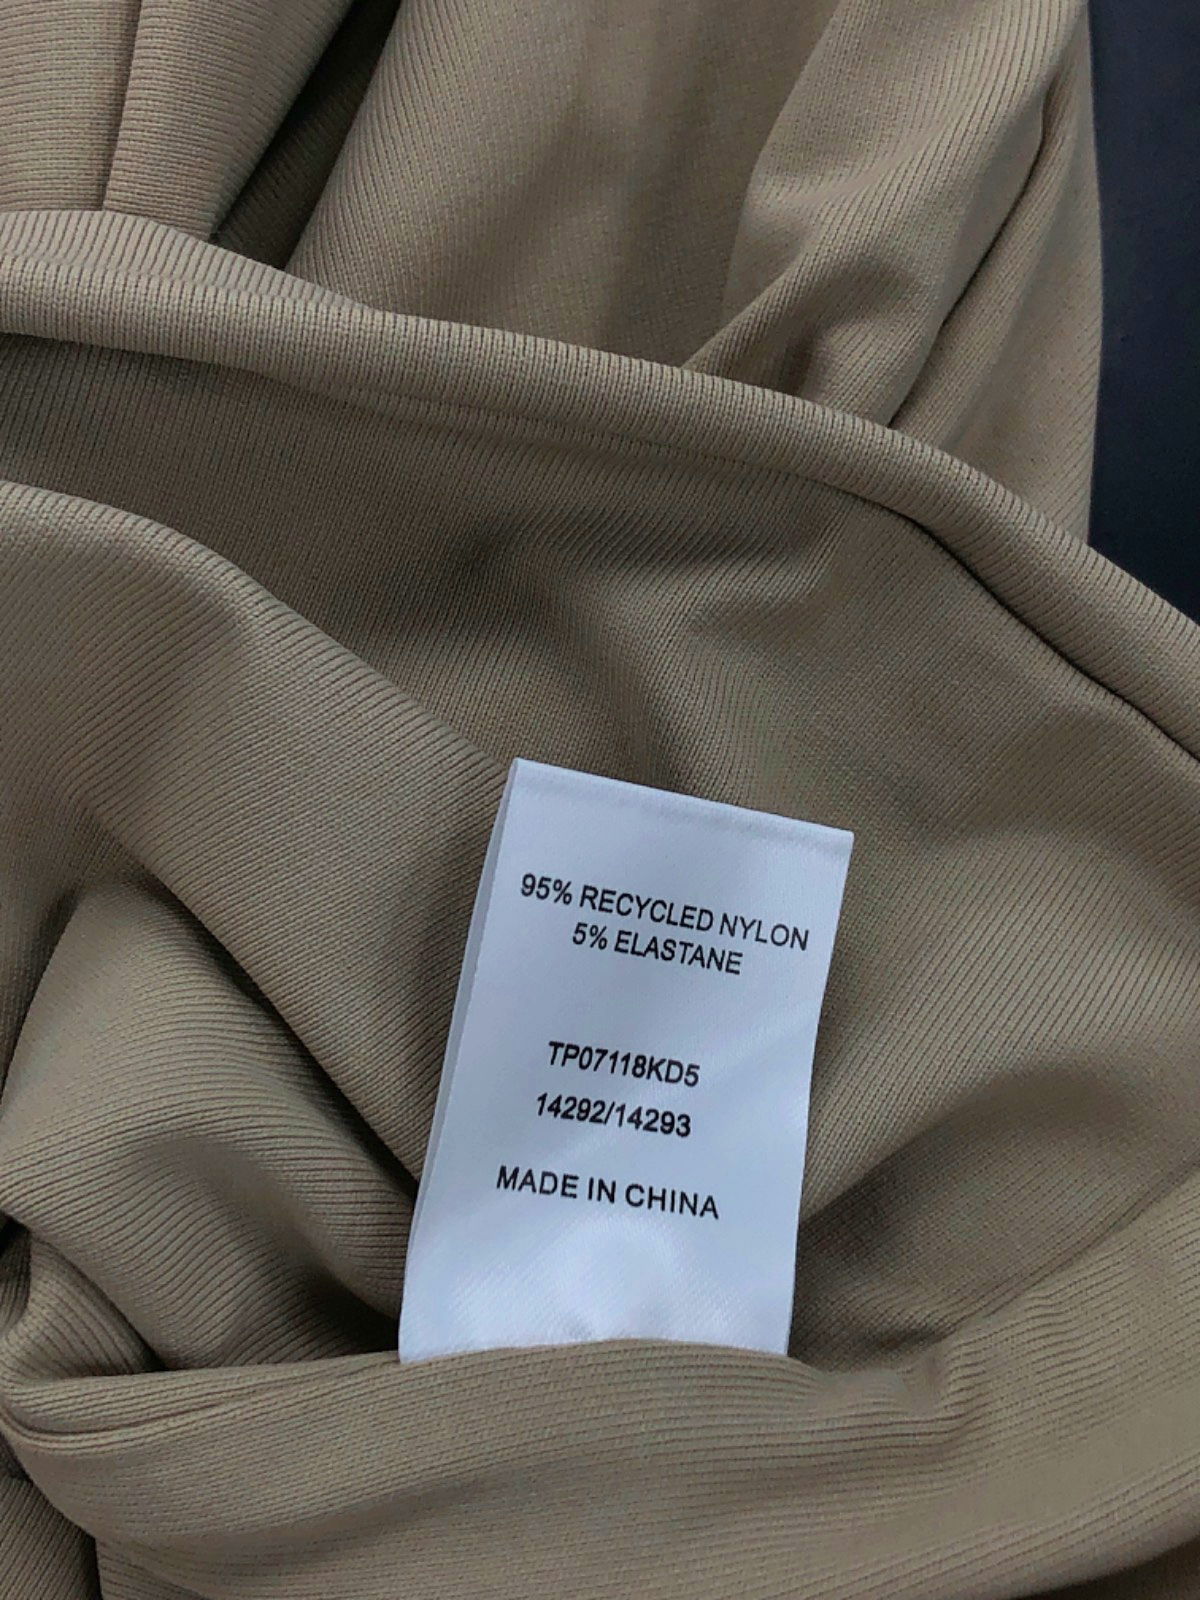 95% RECYCLED NYLON
5% ELASTANE
TP07118KD5
14292/14293
MADE IN CHINA